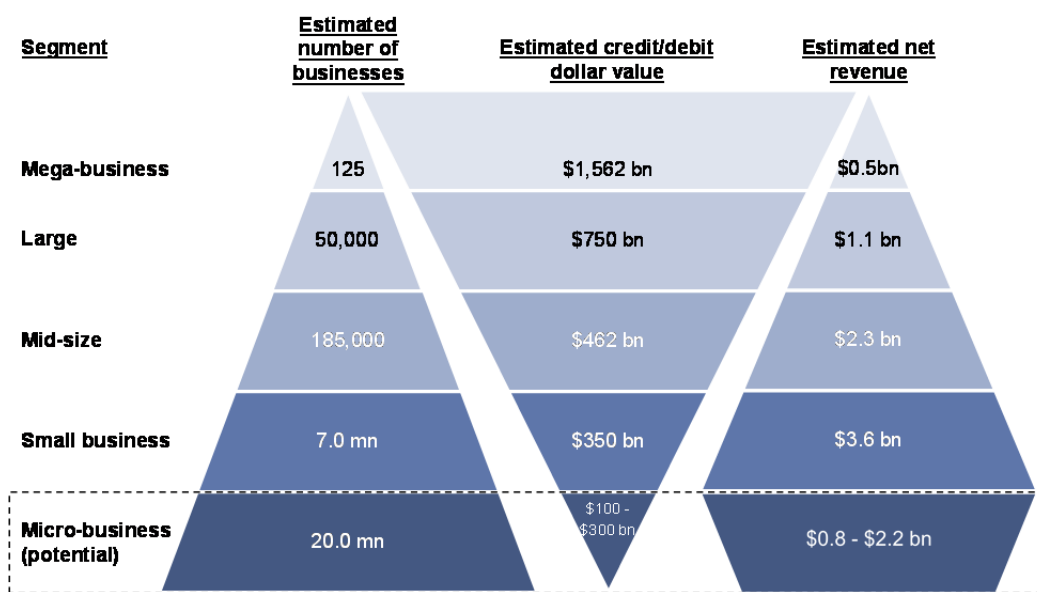 Segment
Estimated
number of
businesses
Estimated credit/debit
dollar value
Estimated net
revenue
Mega-business
125
$1,562 bn
$0.5bn
Large
50,000
$750 bn
$1.1 bn
Mid-size
185,000
$462 bn
$2.3 bn
Small business
7.0 mn
$350 bn
$3.6 bn
Micro-business
(potential)
20.0 mn
$100 -
$300 bn
$0.8 - $2.2 bn